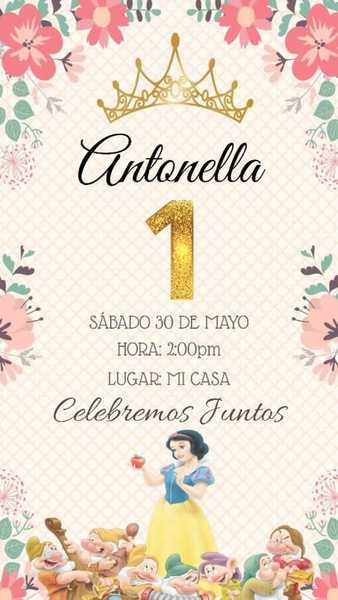 Antonella
1
SÁBADO 30 DE MAYO
HORA: 2:00pm
LUGAR: MI CASA
Celebremos Juntos